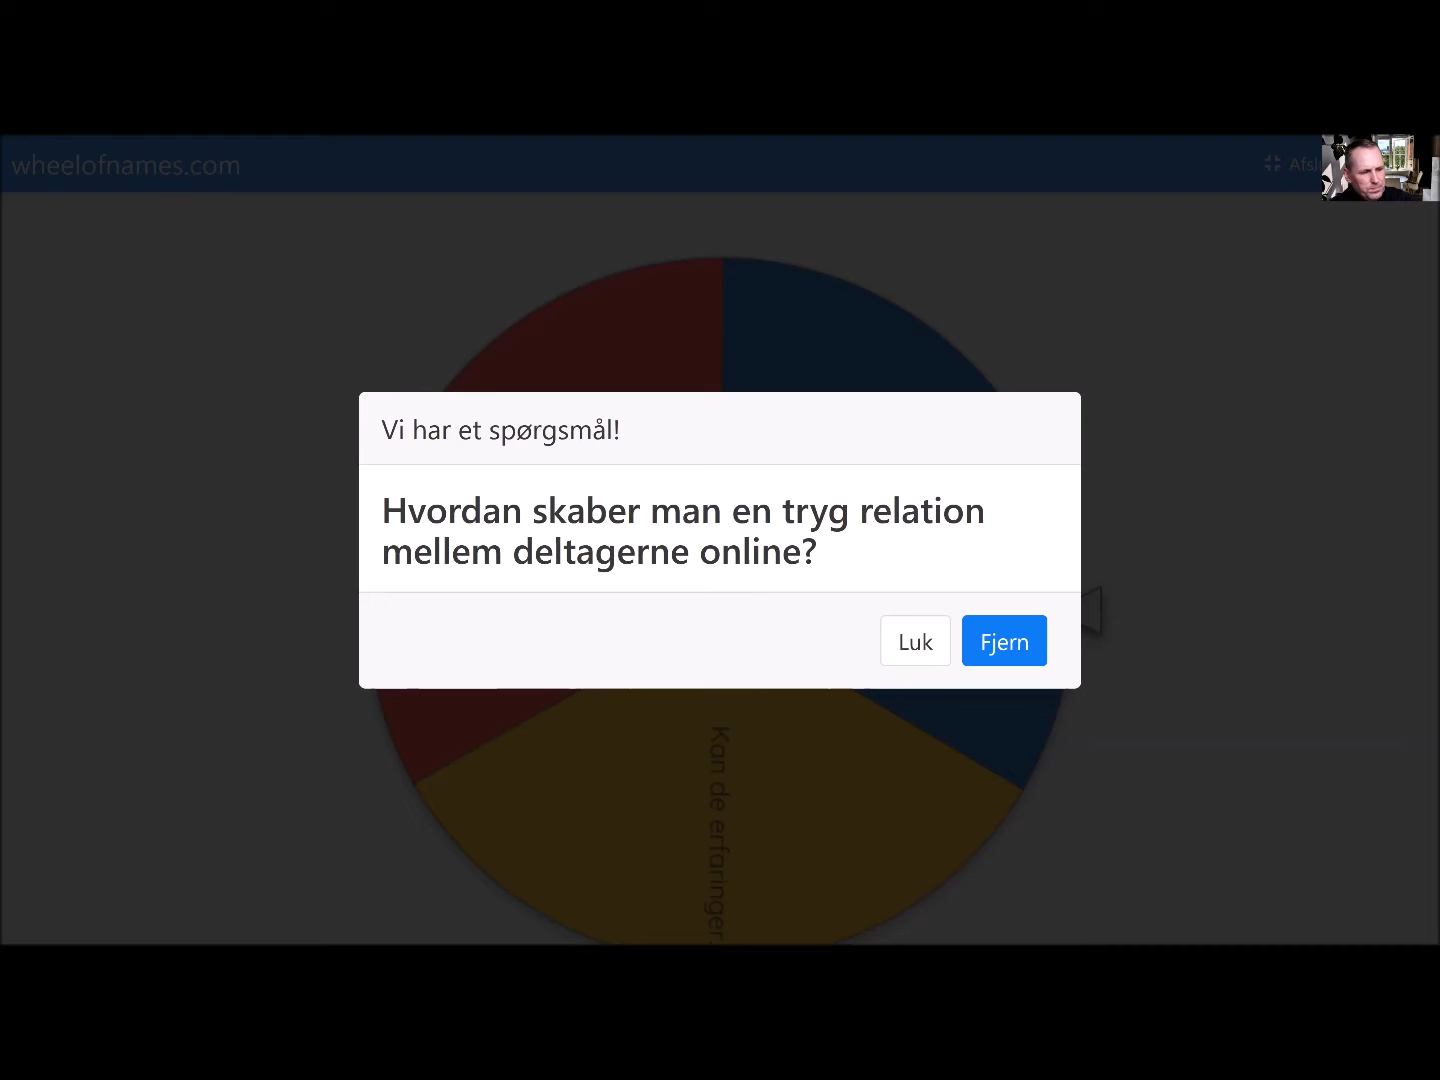 wheelofnames.com
Vi har et spørgsmål!
Hvordan skaber man en tryg relation
mellem deltagerne online?
Luk
Fjern
Kan de erfaringer